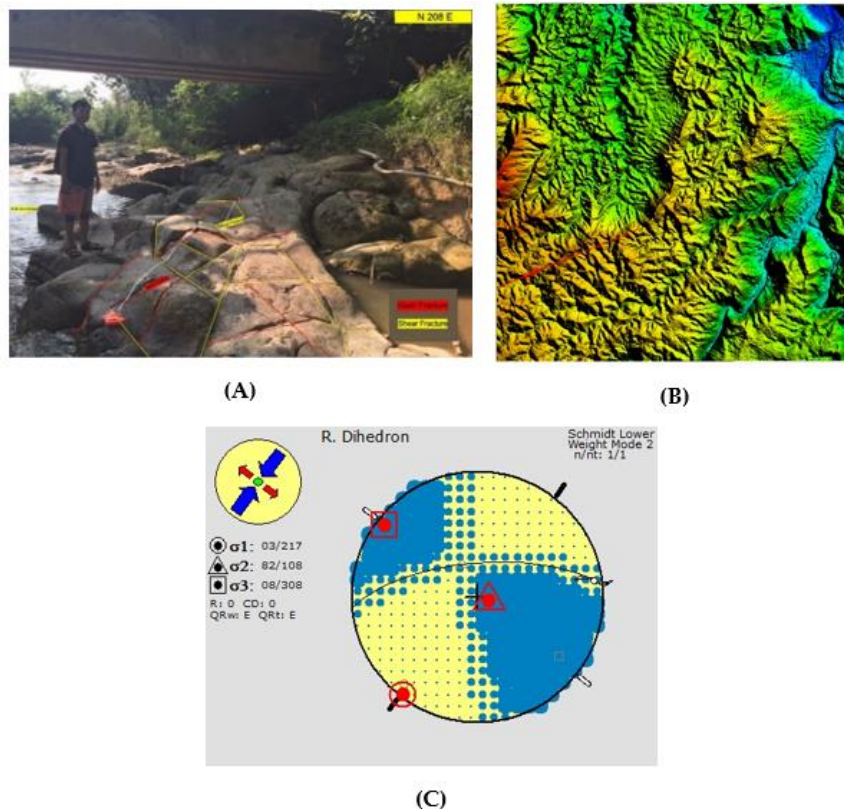 N 208 E
Shear Fracture
(A)
(B)
R. Dihedron
Schmidt Lower
Weight Mode 2
n/nt: 1/1
σ1: 03/217
σ2: 82/108
σ3: 08/308
R: 0 CD: 0
QRw: E QRt: E
(C)